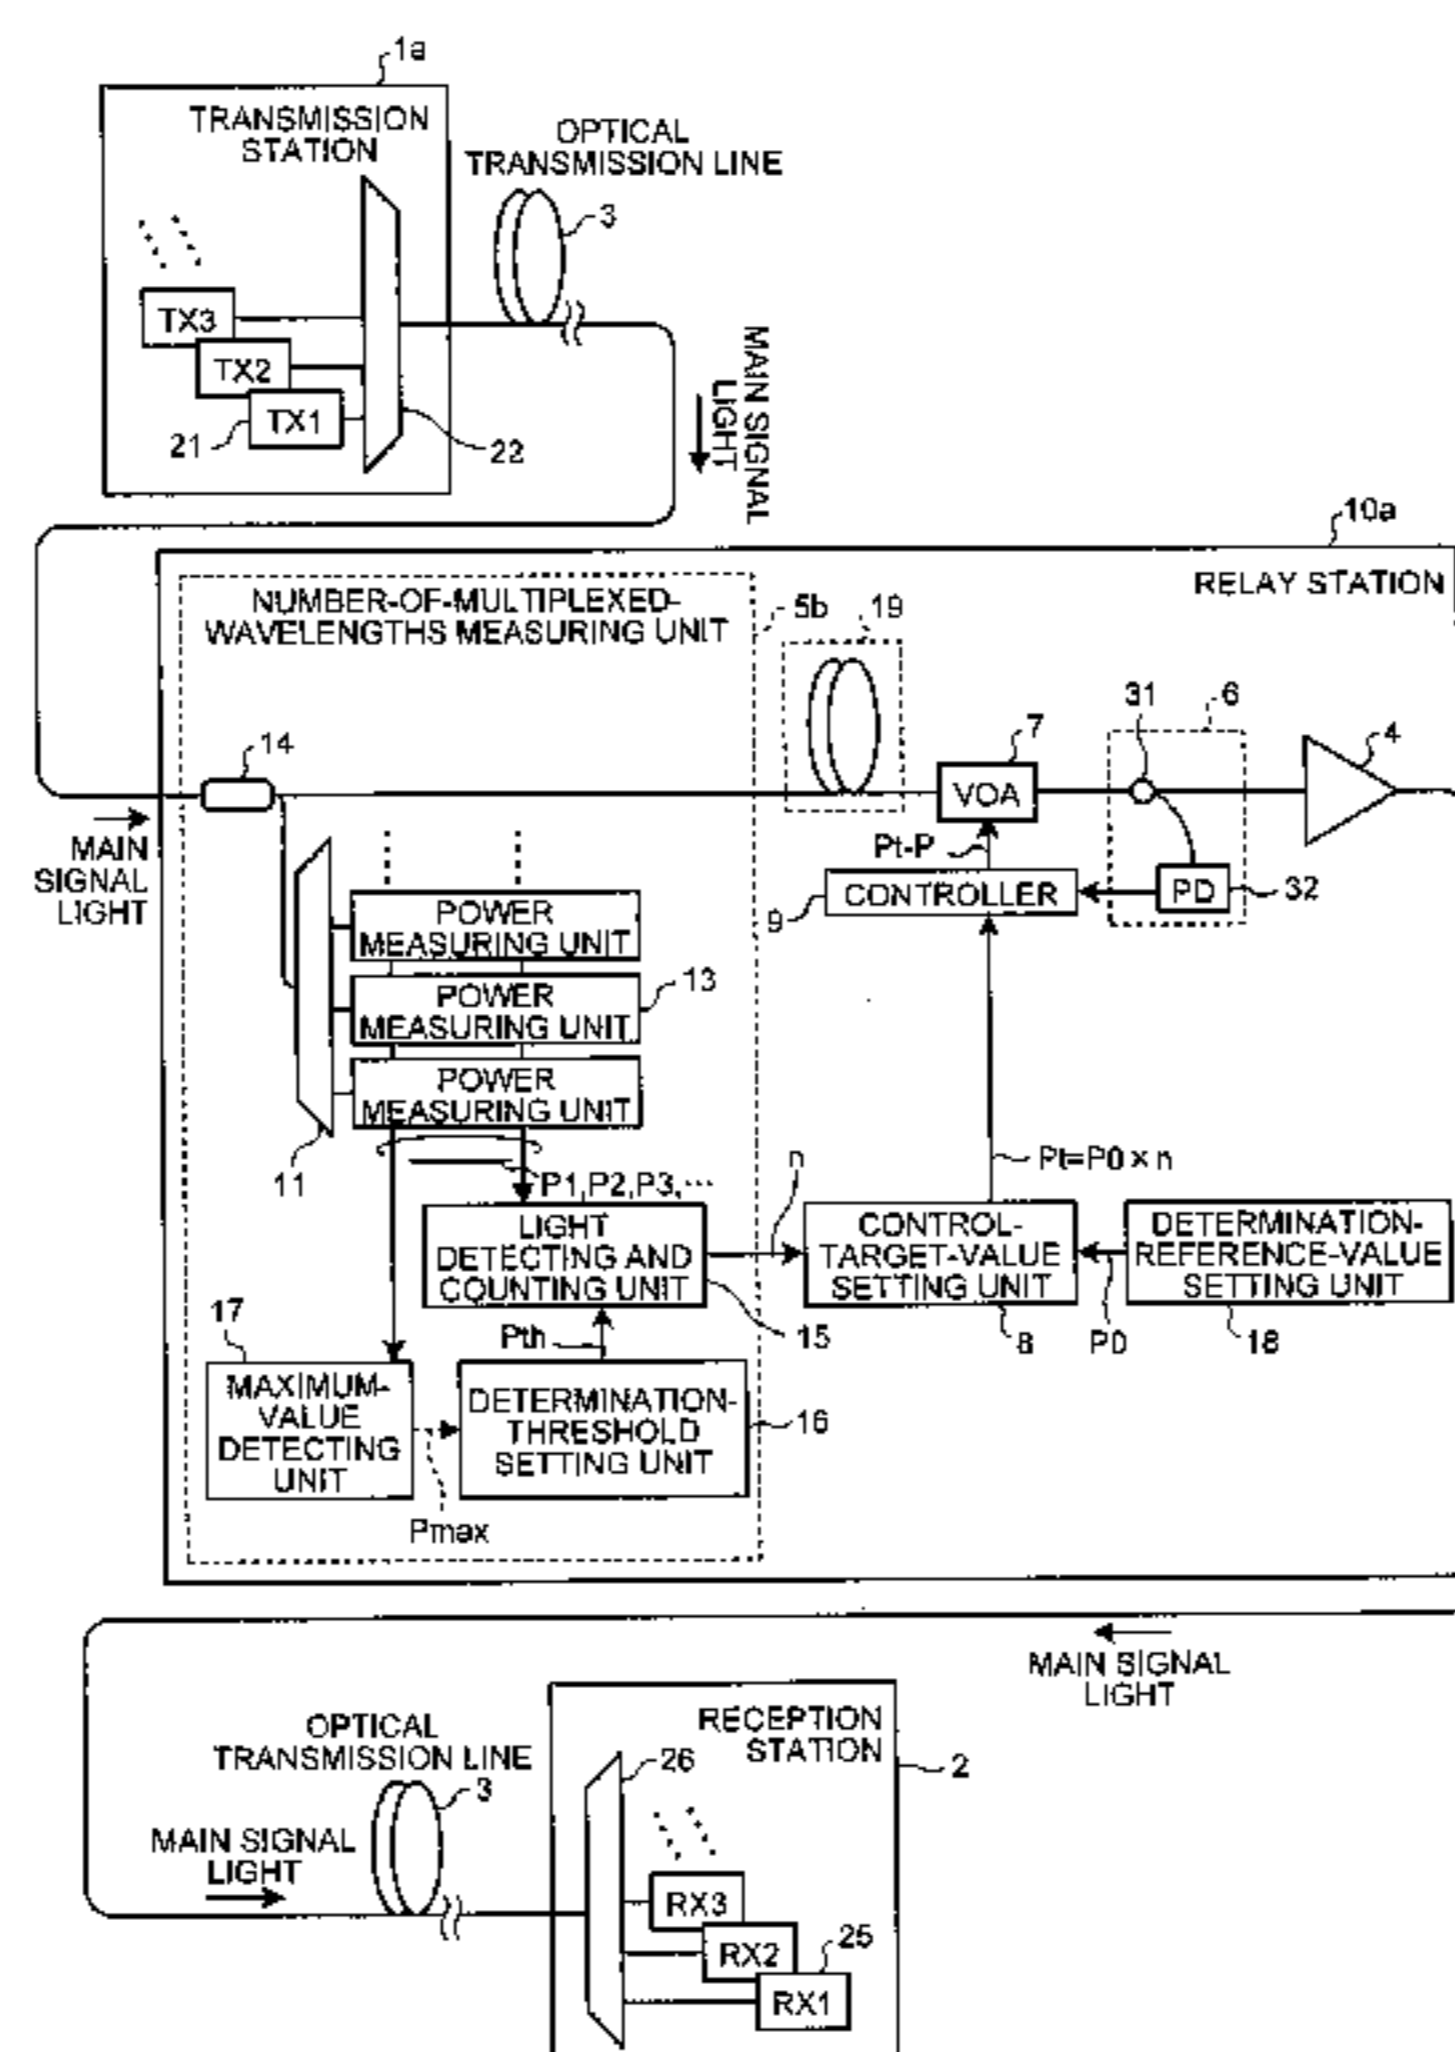 1a
TRANSMISSION
STATION
OPTICAL
TRANSMISSION LINE
3
TX3
TX2
TX1
21
22
MAIN SIGNAL
LIGHT
10a
RELAY STATION
NUMBER-OF-MULTIPLEXED-
WAVELENGTHS MEASURING UNIT
5b
19
14
7
31
6
4
VOA
MAIN
SIGNAL
LIGHT
Pt-P
CONTROLLER
9
PD
32
POWER
MEASURING UNIT
POWER
MEASURING UNIT
13
POWER
MEASURING UNIT
11
P1,P2,P3,···
n
Pt=P0×n
LIGHT
DETECTING AND
COUNTING UNIT
15
CONTROL-
TARGET-VALUE
SETTING UNIT
8
DETERMINATION-
REFERENCE-VALUE
SETTING UNIT
P0
18
17
Pth
MAXIMUM-
VALUE
DETECTING
UNIT
DETERMINATION-
THRESHOLD
SETTING UNIT
16
Pmax
MAIN SIGNAL
LIGHT
OPTICAL
TRANSMISSION LINE
3
MAIN SIGNAL
LIGHT
RECEPTION
STATION
26
2
RX3
RX2
RX1
25